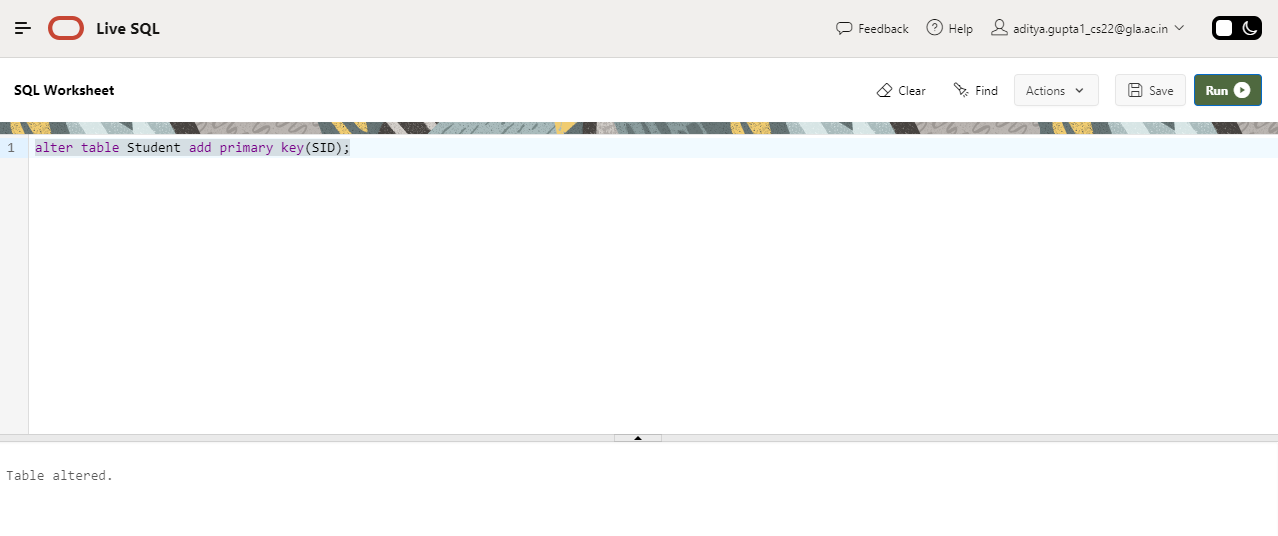 Live SQL
Feedback
Help
aditya.gupta1_cs22@gla.ac.in
SQL Worksheet
Clear
Find
Actions
Save
Run
1
alter table Student add primary key(SID);
Table altered.